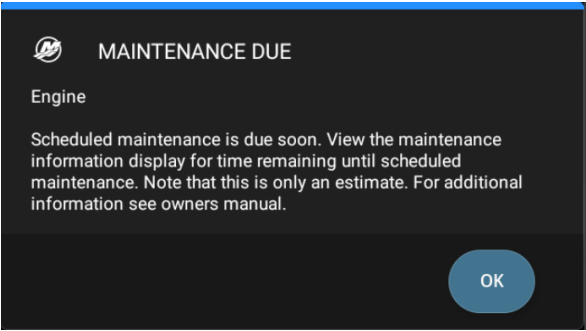 MAINTENANCE DUE
Engine
Scheduled maintenance is due soon. View the maintenance
information display for time remaining until scheduled
maintenance. Note that this is only an estimate. For additional
information see owners manual.
OK